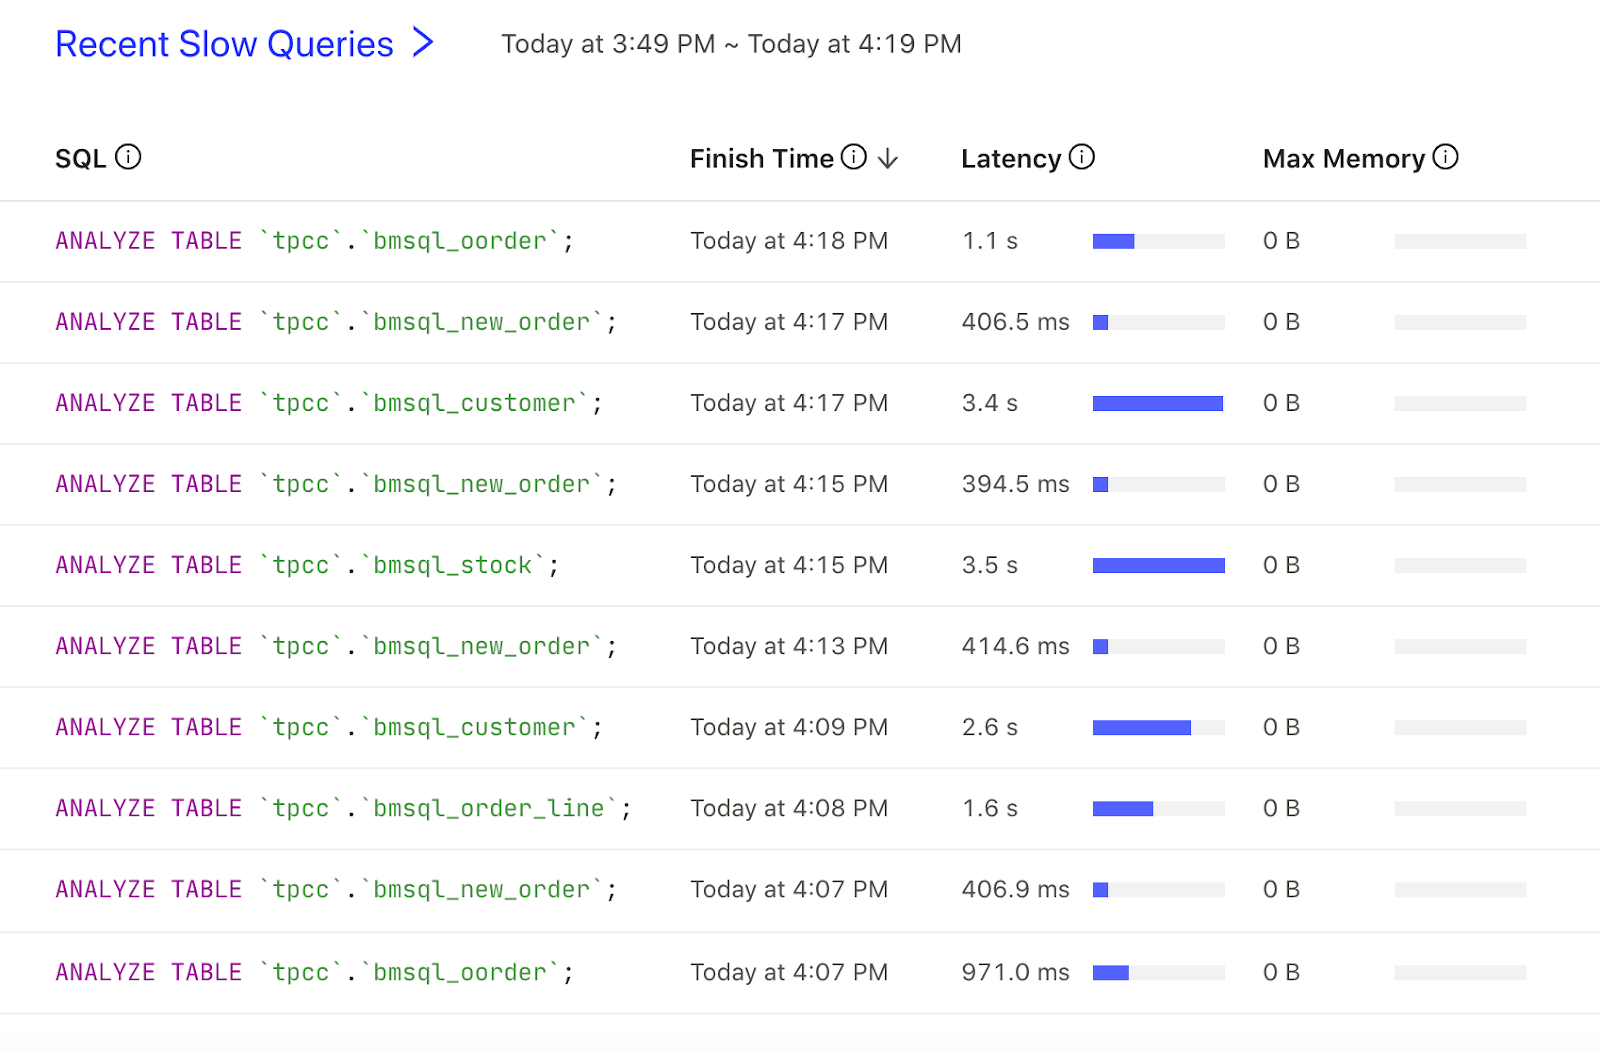 Recent Slow Queries > Today at 3:49 PM ~ Today at 4:19 PM
SQL Finish Time ↓ Latency Max Memory
ANALYZE TABLE `tpcc`.`bmsql_oorder`; Today at 4:18 PM 1.1 s 0 B
ANALYZE TABLE `tpcc`.`bmsql_new_order`; Today at 4:17 PM 406.5 ms 0 B
ANALYZE TABLE `tpcc`.`bmsql_customer`; Today at 4:17 PM 3.4 s 0 B
ANALYZE TABLE `tpcc`.`bmsql_new_order`; Today at 4:15 PM 394.5 ms 0 B
ANALYZE TABLE `tpcc`.`bmsql_stock`; Today at 4:15 PM 3.5 s 0 B
ANALYZE TABLE `tpcc`.`bmsql_new_order`; Today at 4:13 PM 414.6 ms 0 B
ANALYZE TABLE `tpcc`.`bmsql_customer`; Today at 4:09 PM 2.6 s 0 B
ANALYZE TABLE `tpcc`.`bmsql_order_line`; Today at 4:08 PM 1.6 s 0 B
ANALYZE TABLE `tpcc`.`bmsql_new_order`; Today at 4:07 PM 406.9 ms 0 B
ANALYZE TABLE `tpcc`.`bmsql_oorder`; Today at 4:07 PM 971.0 ms 0 B